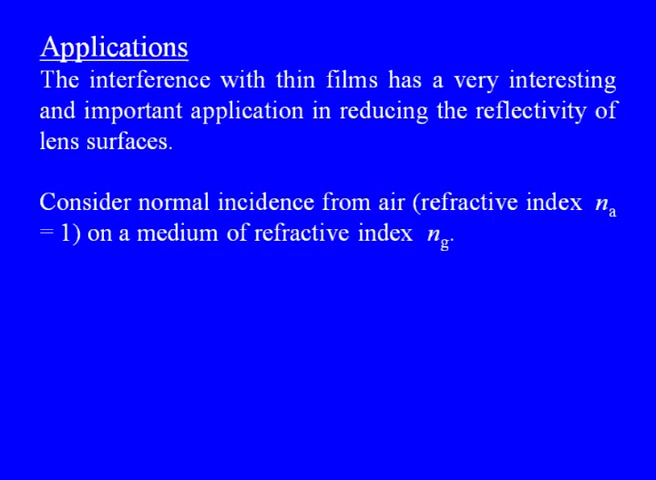 Applications
The interference with thin films has a very interesting
and important application in reducing the reflectivity of
lens surfaces.
Consider normal incidence from air (refractive index nₐ
= 1) on a medium of refractive index n_g.